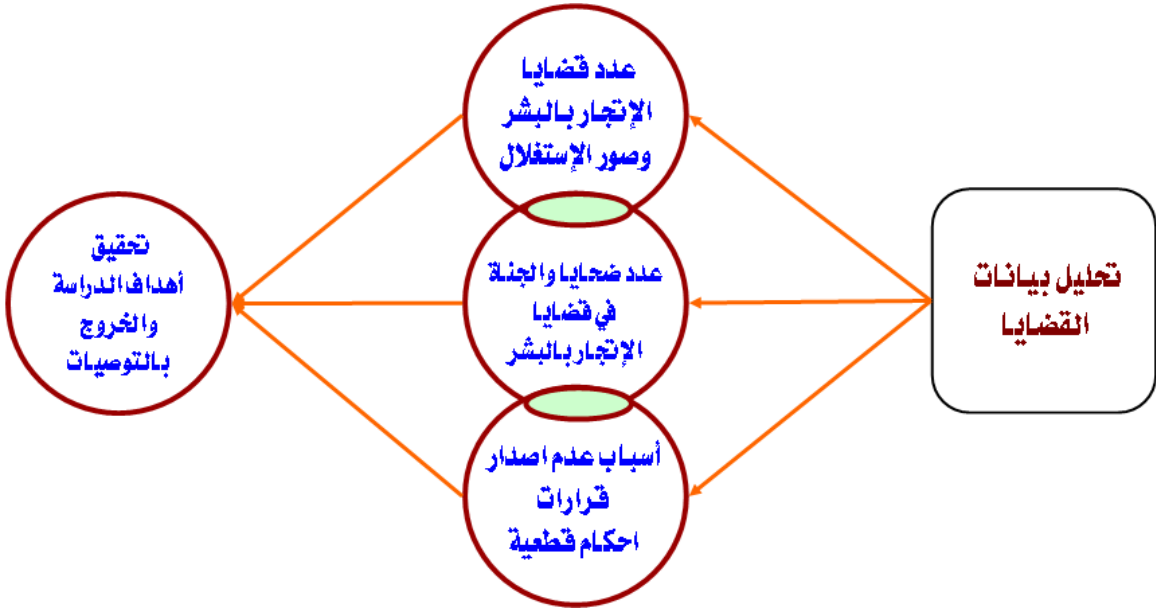 تحليل بيانات
القضايا
عدد قضايا
الإتجار بالبشر
وصور الإستغلال
عدد ضحايا والجناة
في قضايا
الإتجار بالبشر
أسباب عدم اصدار
قرارات
احكام قطعية
تحقيق
أهداف الدراسة
والخروج
بالتوصيات